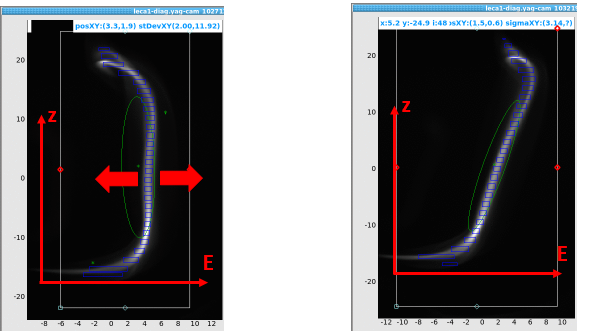 leca1-diag.yag-cam 1027
posXY:(3.3,1.9) stDevXY(2.00,11.92)
20
10
0
-10
-20
z
E
-8 -6 -4 -2 0 2 4 6 8 10 12
leca1-diag.yag-cam 10321
x:5.2 y:-24.9 i:48 sXY:(1.5,0.6) sigmaXY:(3.14,?)
20
10
0
-10
-20
z
E
-12 -10 -8 -6 -4 -2 0 2 4 6 8 10